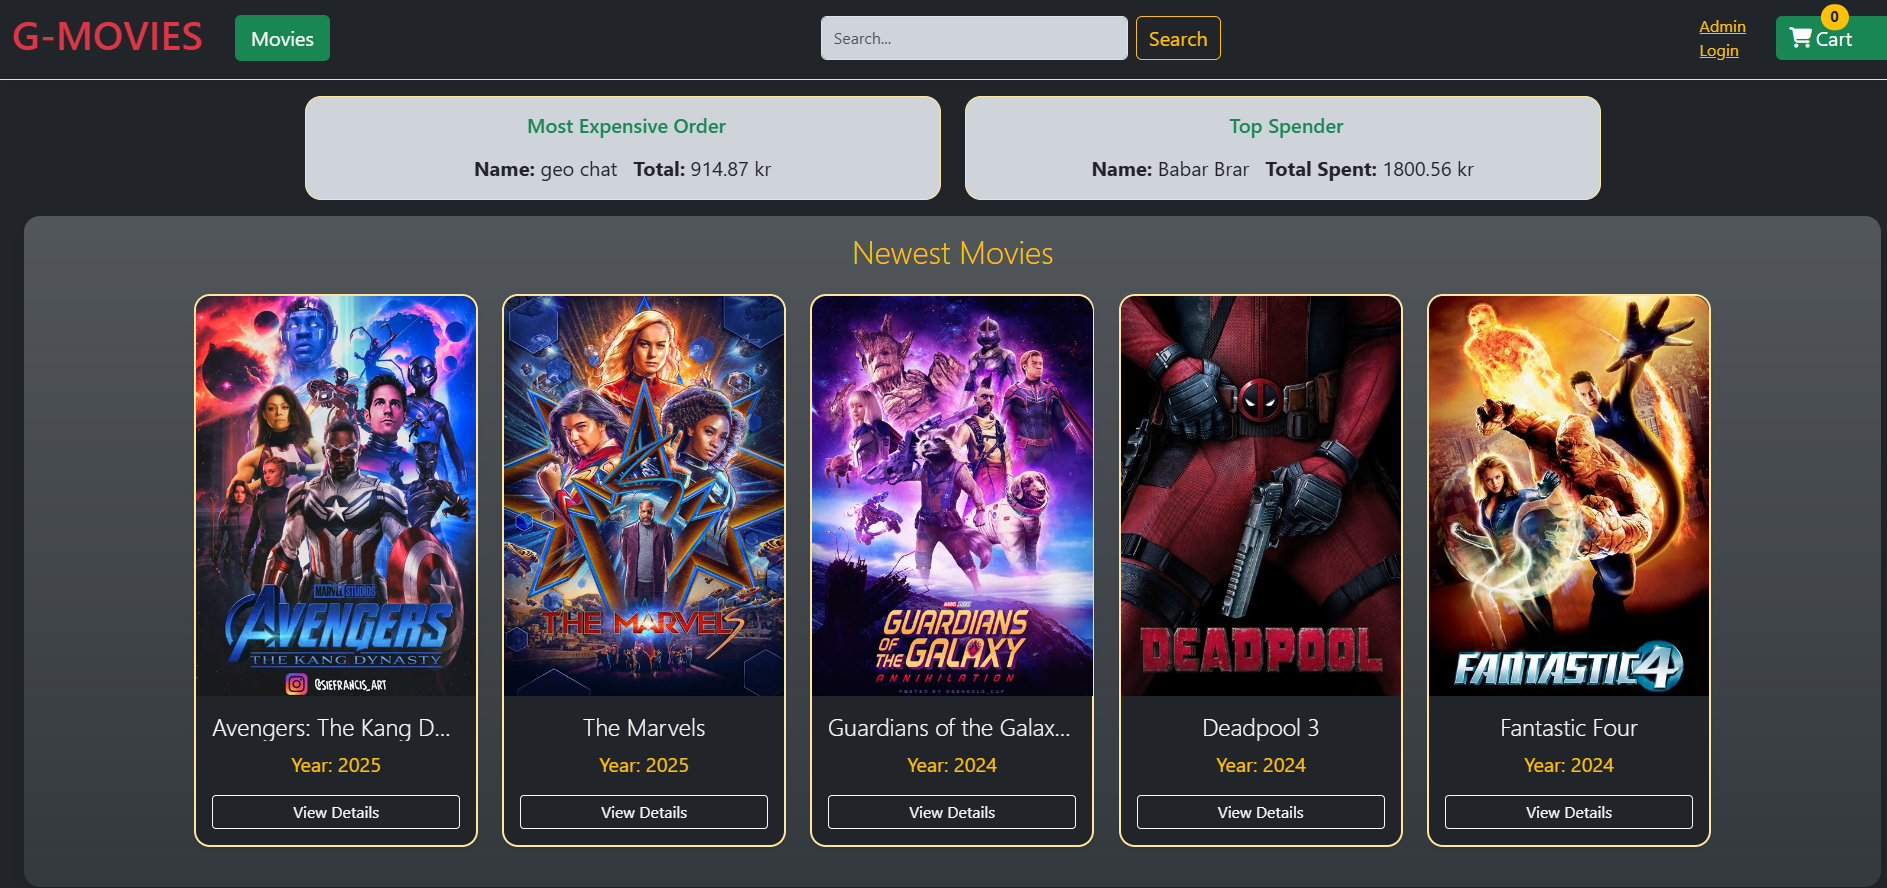 G-MOVIES
Movies
Search...
Search
Admin
Login
0
Cart
Most Expensive Order
Name: geo chat Total: 914.87 kr
Top Spender
Name: Babar Brar Total Spent: 1800.56 kr
Newest Movies
MARVEL STUDIOS
AVENGERS
THE KANG DYNASTY
@SIEFRANCIS_ART
Avengers: The Kang D...
Year: 2025
View Details
THE MARVELS
The Marvels
Year: 2025
View Details
MARVEL STUDIOS
GUARDIANS
OF THE GALAXY
ANNIHILATION
Guardians of the Galax...
Year: 2024
View Details
DEADPOOL
Deadpool 3
Year: 2024
View Details
FANTASTIC 4
Fantastic Four
Year: 2024
View Details